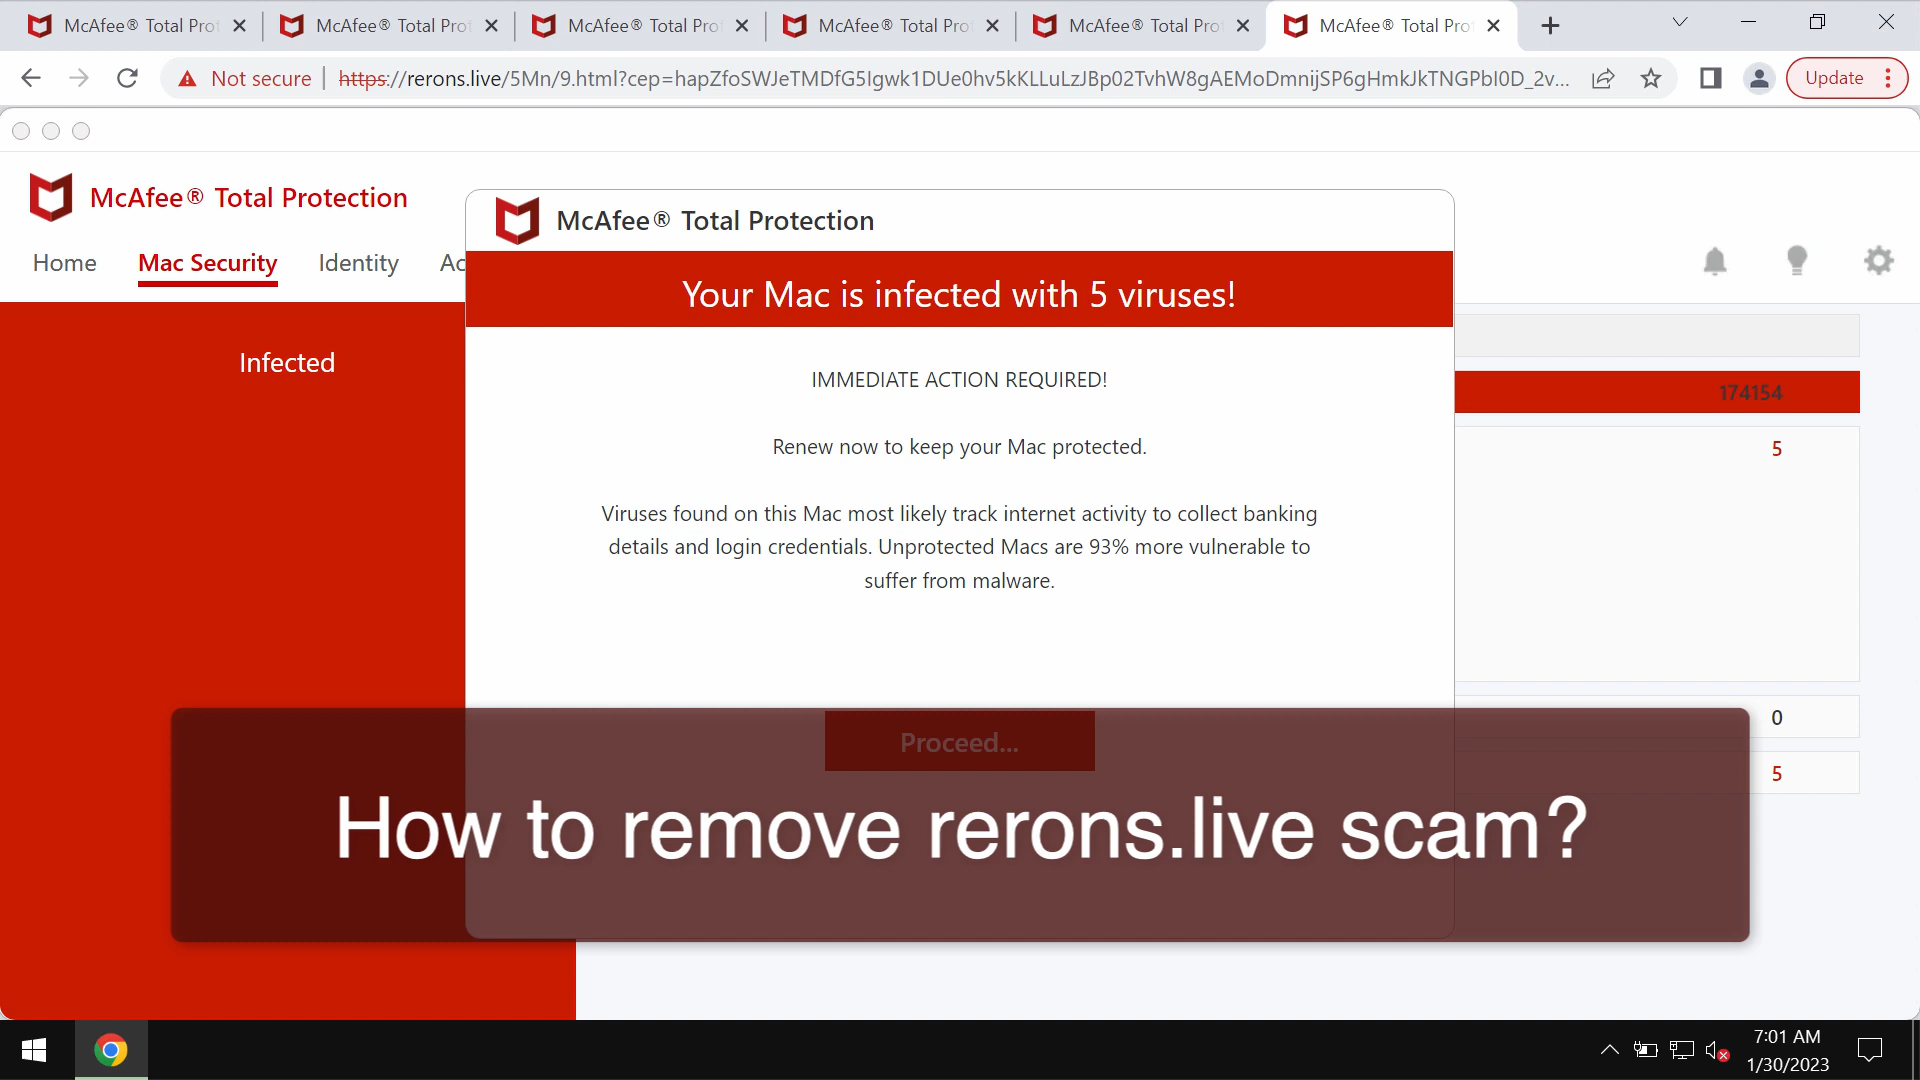 McAfee® Total Prot
McAfee® Total Prot
McAfee® Total Prot
McAfee® Total Prot
McAfee® Total Prot
McAfee® Total Prot
Not secure
https://rerons.live/5Mn/9.html?cep=hapZfoSWJeTMDfG5Igwk1DUe0hv5kKLLuLzJBp02TvhW8gAEMoDmnijSP6gHmkJkTNGPbI0D_2v...
Update
McAfee® Total Protection
Home Mac Security Identity Ac
McAfee® Total Protection
Your Mac is infected with 5 viruses!
Infected
IMMEDIATE ACTION REQUIRED!
Renew now to keep your Mac protected.
Viruses found on this Mac most likely track internet activity to collect banking
details and login credentials. Unprotected Macs are 93% more vulnerable to
suffer from malware.
174154
5
0
5
Proceed...
How to remove rerons.live scam?
7:01 AM
1/30/2023